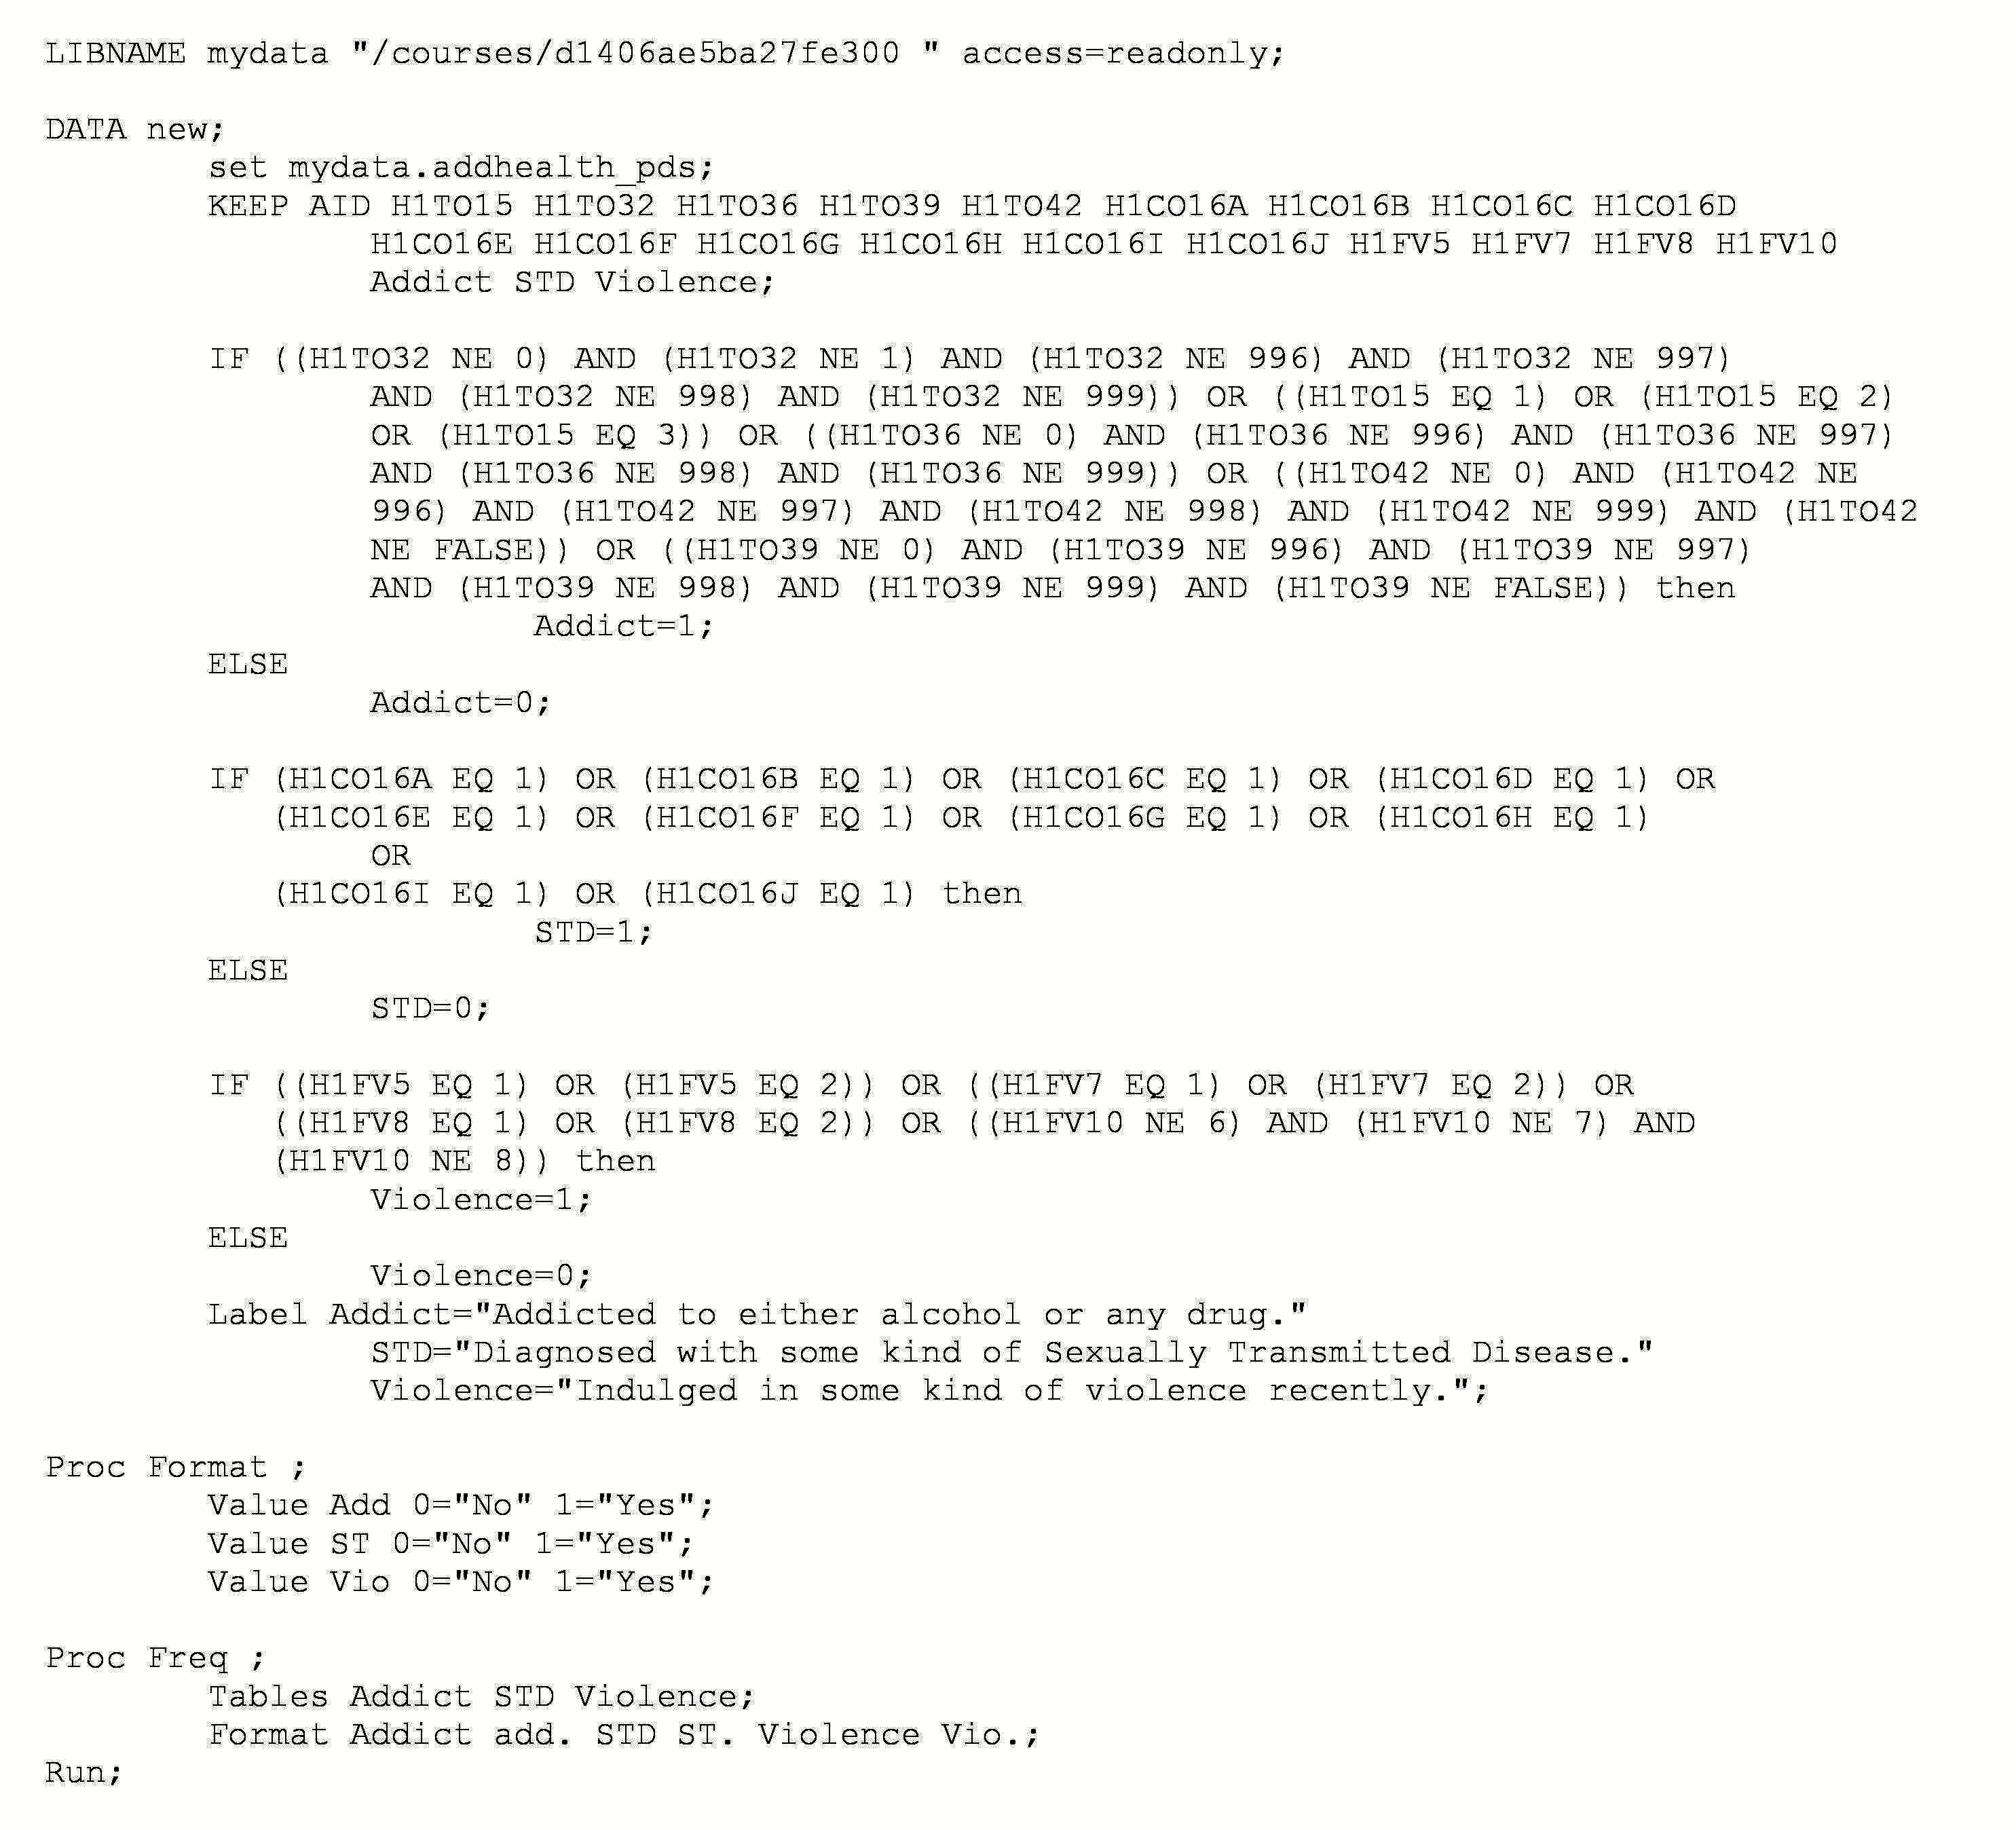 LIBNAME mydata "/courses/d1406ae5ba27fe300 " access=readonly;
DATA new;
set mydata.addhealth_pds;
KEEP AID H1TO15 H1TO32 H1TO36 H1TO39 H1TO42 H1CO16A H1CO16B H1CO16C H1CO16D
H1CO16E H1CO16F H1CO16G H1CO16H H1CO16I H1CO16J H1FV5 H1FV7 H1FV8 H1FV10
Addict STD Violence;
IF ((H1TO32 NE 0) AND (H1TO32 NE 1) AND (H1TO32 NE 996) AND (H1TO32 NE 997)
AND (H1TO32 NE 998) AND (H1TO32 NE 999)) OR ((H1TO15 EQ 1) OR (H1TO15 EQ 2)
OR (H1TO15 EQ 3)) OR ((H1TO36 NE 0) AND (H1TO36 NE 996) AND (H1TO36 NE 997)
AND (H1TO36 NE 998) AND (H1TO36 NE 999)) OR ((H1TO42 NE 0) AND (H1TO42 NE
996) AND (H1TO42 NE 997) AND (H1TO42 NE 998) AND (H1TO42 NE 999) AND (H1TO42
NE FALSE)) OR ((H1TO39 NE 0) AND (H1TO39 NE 996) AND (H1TO39 NE 997)
AND (H1TO39 NE 998) AND (H1TO39 NE 999) AND (H1TO39 NE FALSE)) then
Addict=1;
ELSE
Addict=0;
IF (H1CO16A EQ 1) OR (H1CO16B EQ 1) OR (H1CO16C EQ 1) OR (H1CO16D EQ 1) OR
(H1CO16E EQ 1) OR (H1CO16F EQ 1) OR (H1CO16G EQ 1) OR (H1CO16H EQ 1)
OR
(H1CO16I EQ 1) OR (H1CO16J EQ 1) then
STD=1;
ELSE
STD=0;
IF ((H1FV5 EQ 1) OR (H1FV5 EQ 2)) OR ((H1FV7 EQ 1) OR (H1FV7 EQ 2)) OR
((H1FV8 EQ 1) OR (H1FV8 EQ 2)) OR ((H1FV10 NE 6) AND (H1FV10 NE 7) AND
(H1FV10 NE 8)) then
Violence=1;
ELSE
Violence=0;
Label Addict="Addicted to either alcohol or any drug."
STD="Diagnosed with some kind of Sexually Transmitted Disease."
Violence="Indulged in some kind of violence recently.";
Proc Format ;
Value Add 0="No" 1="Yes";
Value ST 0="No" 1="Yes";
Value Vio 0="No" 1="Yes";
Proc Freq ;
Tables Addict STD Violence;
Format Addict add. STD ST. Violence Vio.;
Run;